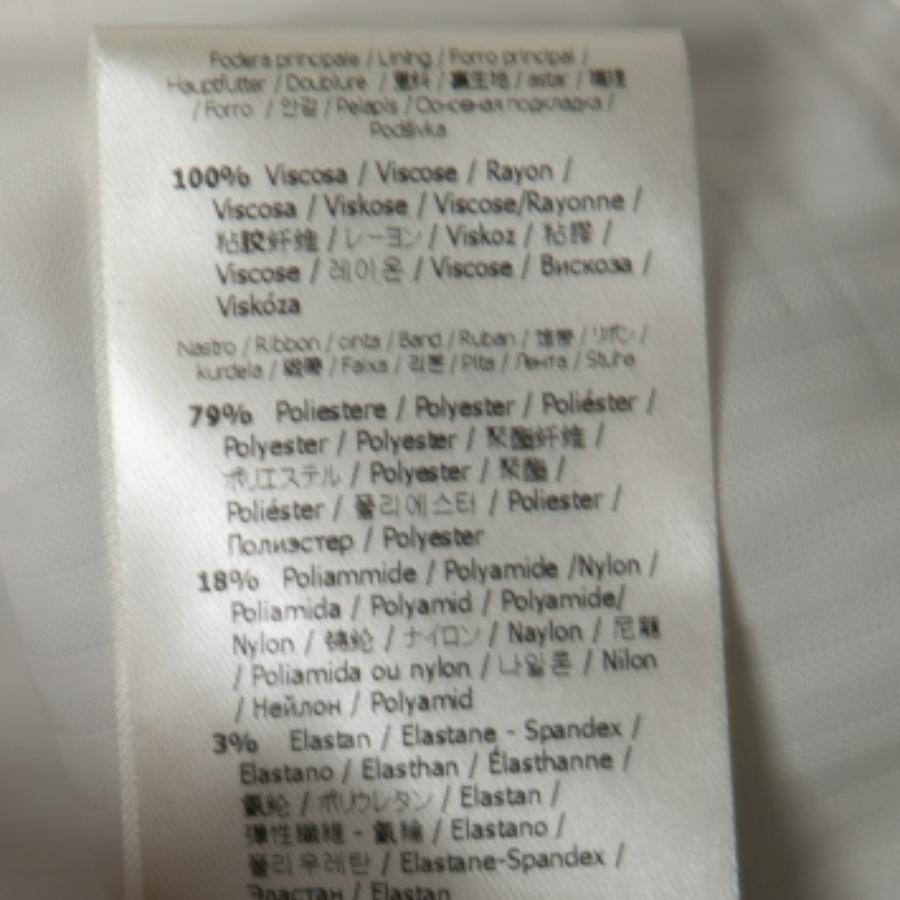 Fodera principale / Lining / Forro principal /
Hauptfutter / Doublure / 里料 / 裏生地 / astar /
/ Forro / 안감 / Pelapis / Основная подкладка /
Podšívka
100% Viscosa / Viscose / Rayon /
Viscosa / Viskose / Viscose/Rayonne /
粘胶纤维 / レーヨン / Viskoz / 粘膠 /
Viscose / 레이온 / Viscose / Вискоза /
Viskóza
Nastro / Ribbon / cinta / Band / Ruban / 饰带 / リボン /
kurdela / / Faixa / 리본 / Pita / Лента / Stuha
79% Poliestere / Polyester / Poliéster /
Polyester / Polyester / 聚酯纤维 /
ポリエステル / Polyester / 聚酯 /
Poliéster / 폴리에스터 / Poliester /
Полиэстер / Polyester
18% Poliammide / Polyamide /Nylon /
Poliamida / Polyamid / Polyamide/
Nylon / 锦纶 / ナイロン / Naylon / 尼龍
/ Poliamida ou nylon / 나일론 / Nilon
/ Нейлон / Polyamid
3% Elastan / Elastane - Spandex /
Elastano / Elasthan / Élasthanne /
氨纶 / ポリウレタン / Elastan /
彈性纖維 - 氨綸 / Elastano /
폴리우레탄 / Elastane-Spandex /
Эластан / Elastan